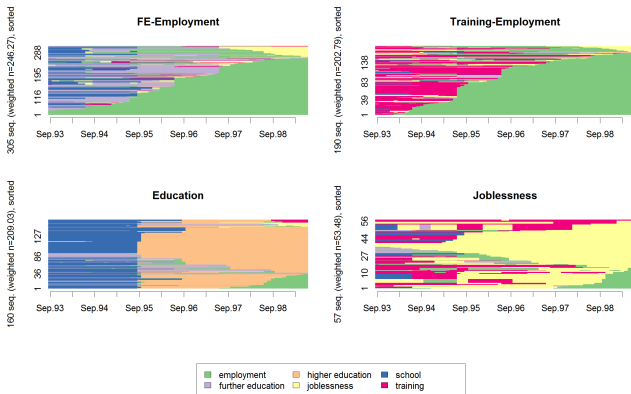 FE-Employment
305 seq. (weighted n=246.27), sorted
1 116 195 288
Sep.93 Sep.94 Sep.95 Sep.96 Sep.97 Sep.98
Training-Employment
190 seq. (weighted n=202.79), sorted
1 39 83 138
Sep.93 Sep.94 Sep.95 Sep.96 Sep.97 Sep.98
Education
160 seq. (weighted n=209.03), sorted
1 36 86 127
Sep.93 Sep.94 Sep.95 Sep.96 Sep.97 Sep.98
Joblessness
57 seq. (weighted n=53.48), sorted
1 10 27 44 56
Sep.93 Sep.94 Sep.95 Sep.96 Sep.97 Sep.98
employment higher education school
further education joblessness training